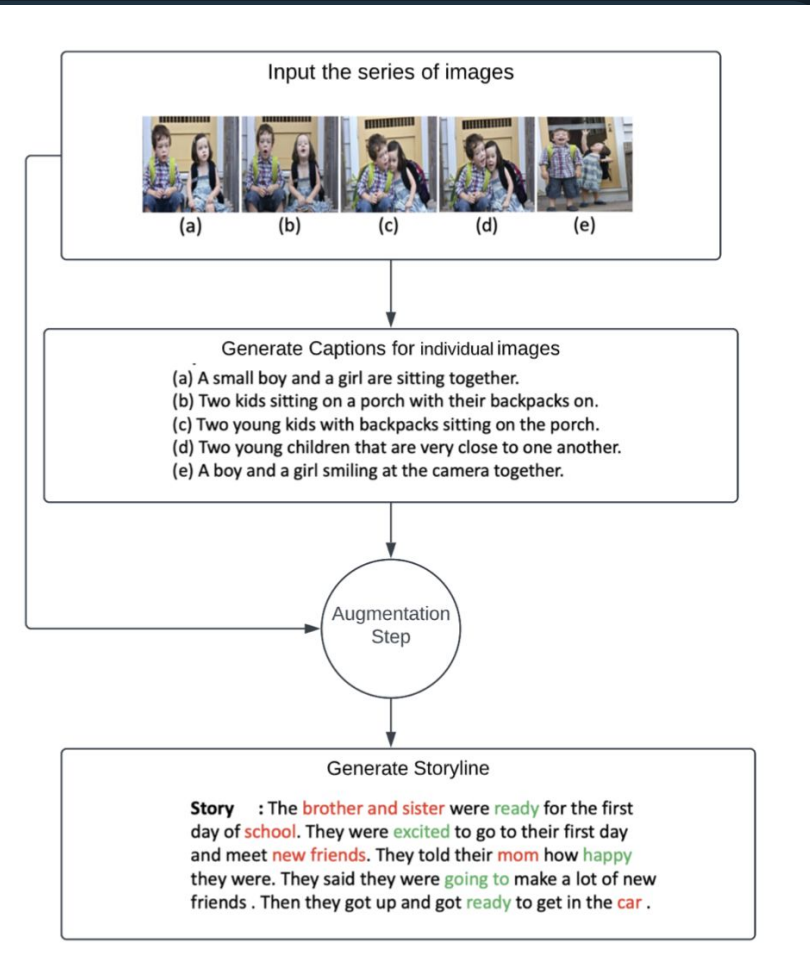 Input the series of images
(a) (b) (c) (d) (e)
Generate Captions for individual images
(a) A small boy and a girl are sitting together.
(b) Two kids sitting on a porch with their backpacks on.
(c) Two young kids with backpacks sitting on the porch.
(d) Two young children that are very close to one another.
(e) A boy and a girl smiling at the camera together.
Augmentation
Step
Generate Storyline
Story : The brother and sister were ready for the first
day of school. They were excited to go to their first day
and meet new friends. They told their mom how happy
they were. They said they were going to make a lot of new
friends . Then they got up and got ready to get in the car .